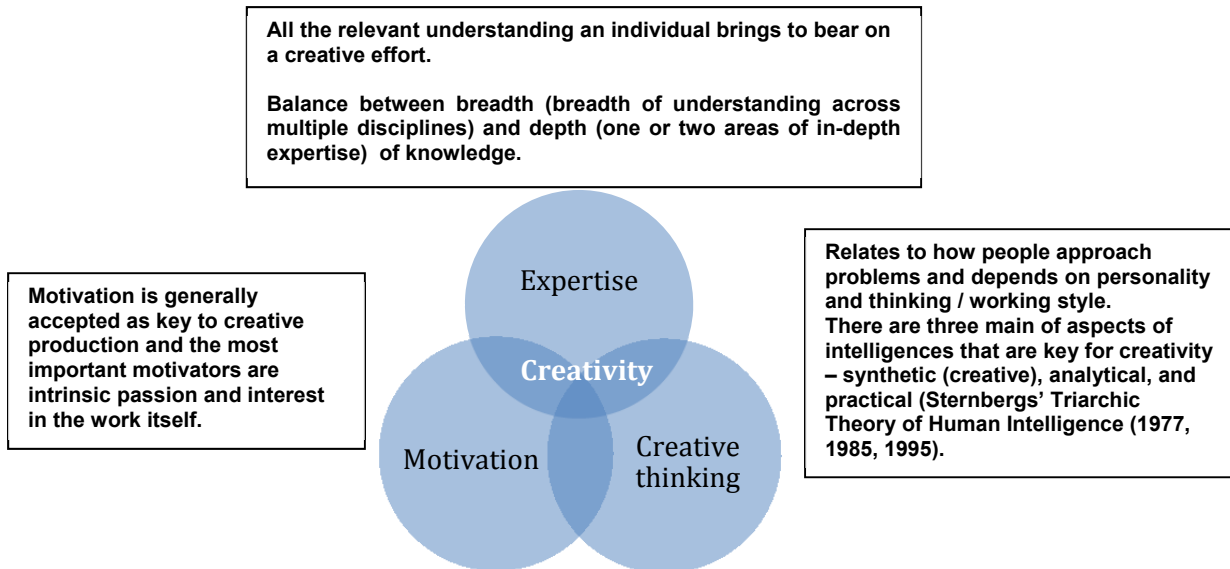 All the relevant understanding an individual brings to bear on
a creative effort.
Balance between breadth (breadth of understanding across
multiple disciplines) and depth (one or two areas of in-depth
expertise) of knowledge.
Expertise
Motivation is generally
accepted as key to creative
production and the most
important motivators are
intrinsic passion and interest
in the work itself.
Creativity
Motivation
Creative
thinking
Relates to how people approach
problems and depends on personality
and thinking / working style.
There are three main of aspects of
intelligences that are key for creativity
– synthetic (creative), analytical, and
practical (Sternbergs' Triarchic
Theory of Human Intelligence (1977,
1985, 1995).